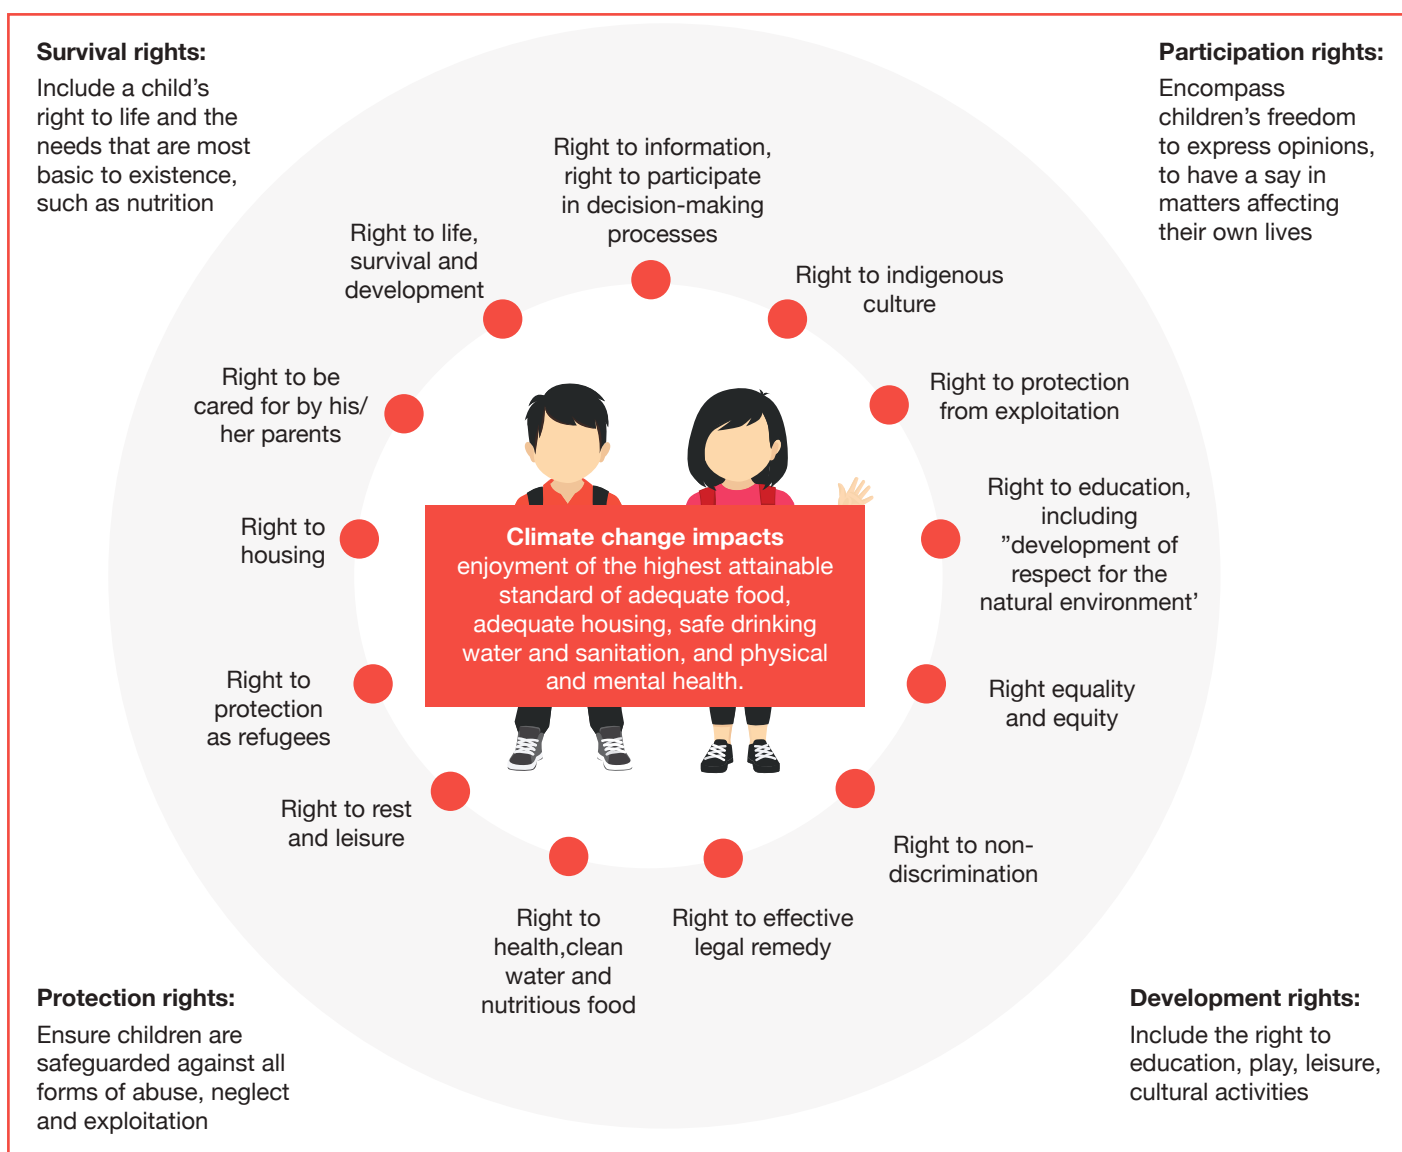 Survival rights:
Include a child's
right to life and the
needs that are most
basic to existence,
such as nutrition
Participation rights:
Encompass
children's freedom
to express opinions,
to have a say in
matters affecting
their own lives
Right to information,
right to participate
in decision-making
processes
Right to indigenous
culture
Right to protection
from exploitation
Right to education,
including
”development of
respect for the
natural environment’
Right equality
and equity
Right to non-
discrimination
Right to effective
legal remedy
Right to
health,clean
water and
nutritious food
Right to rest
and leisure
Right to
protection
as refugees
Right to
housing
Right to be
cared for by his/
her parents
Right to life,
survival and
development
Climate change impacts
enjoyment of the highest attainable
standard of adequate food,
adequate housing, safe drinking
water and sanitation, and physical
and mental health.
Protection rights:
Ensure children are
safeguarded against all
forms of abuse, neglect
and exploitation
Development rights:
Include the right to
education, play, leisure,
cultural activities